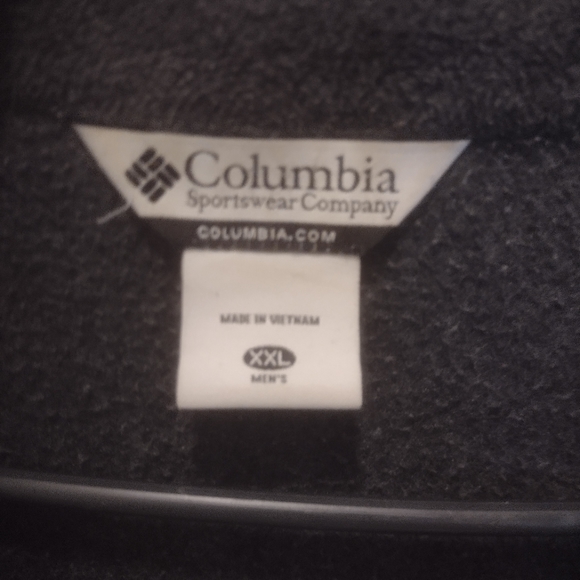 Columbia
Sportswear Company
COLUMBIA.COM
MADE IN VIETNAM
XXL
MEN'S